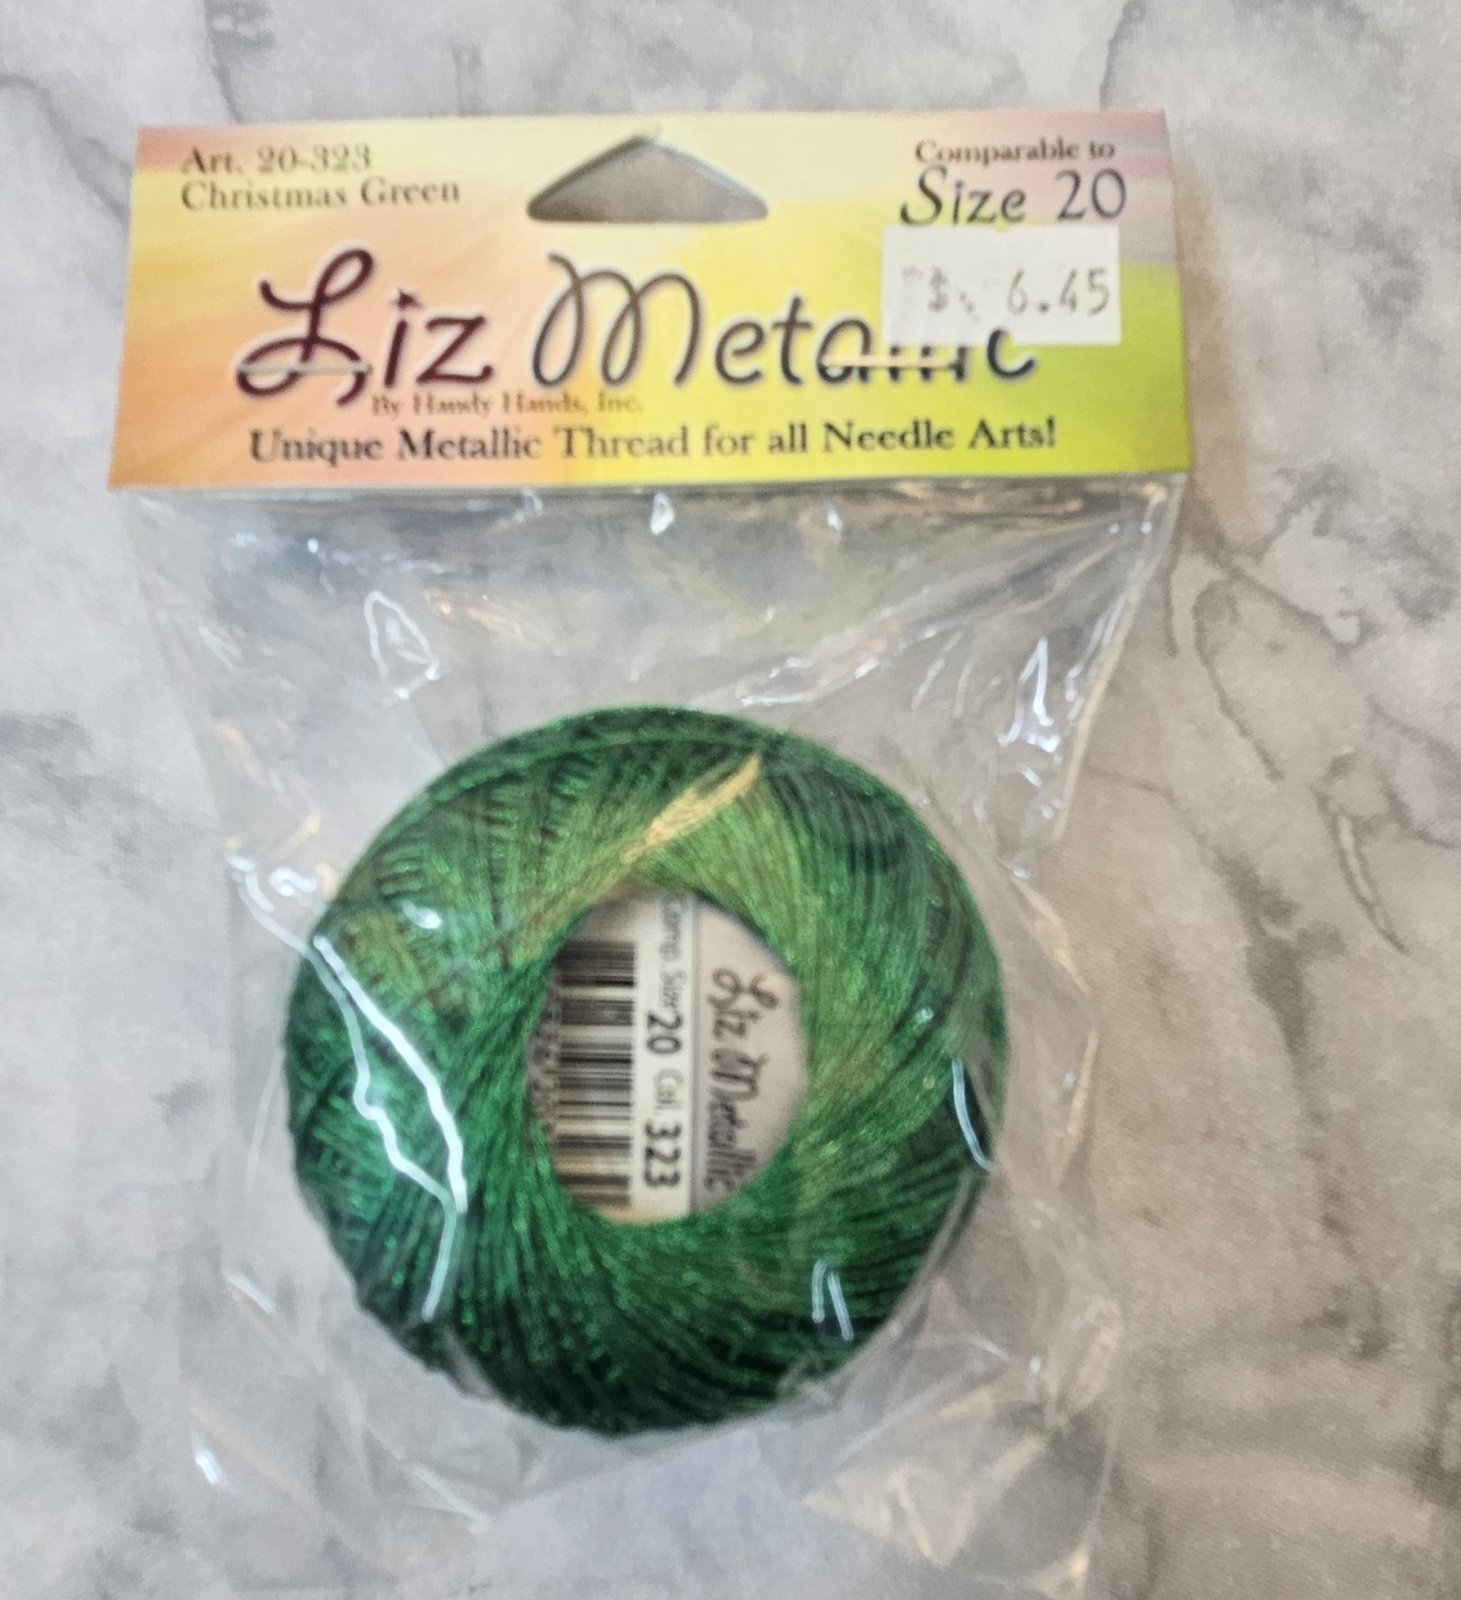 Art. 20-323
Christmas Green
Comparable to
Size 20
$ 6.45
Liz Metallic
By Handy Hands, Inc.
Unique Metallic Thread for all Needle Arts!
Liz Metallic
Comp. Size 20 Col. 323